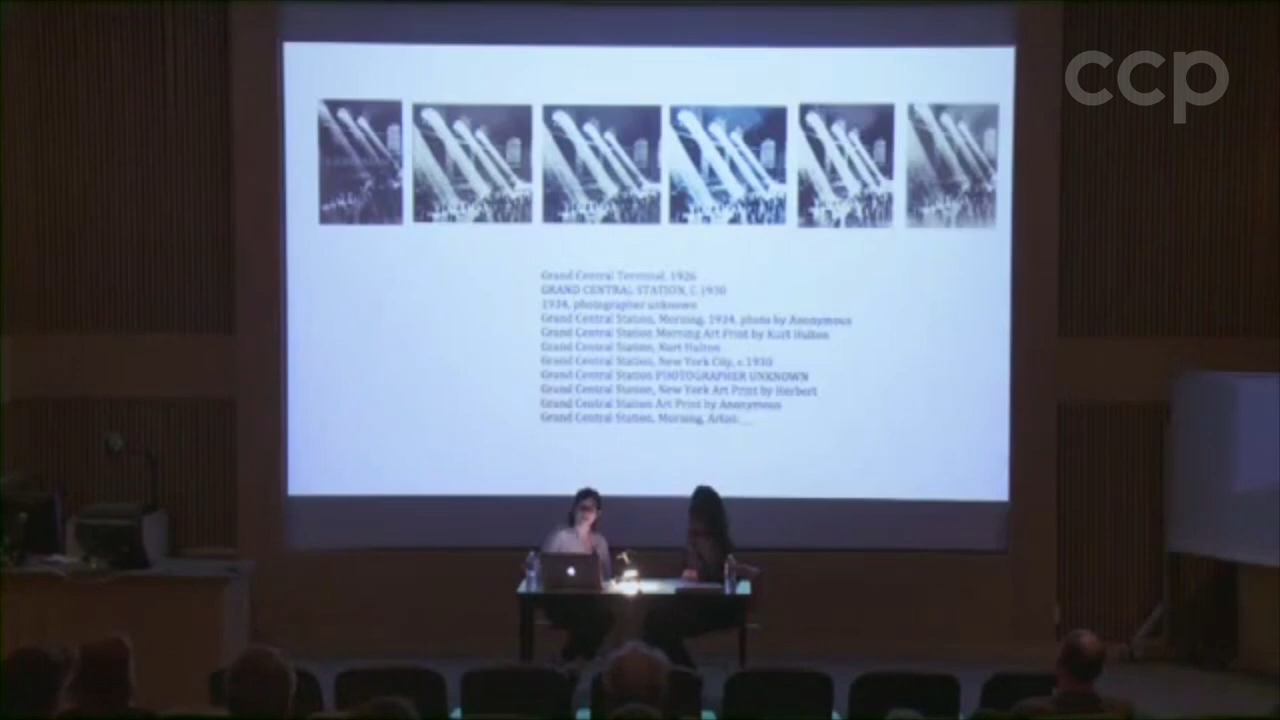 ccp
Grand Central Terminal, 1926
GRAND CENTRAL STATION, C. 1930
1934, photographer unknown
Grand Central Station, Morning, 1934, photo by Anonymous
Grand Central Station Morning Art Print by Kurt Hulton
Grand Central Station, Kurt Hulton
Grand Central Station, New York City, c.1930
Grand Central Station PHOTOGRAPHER UNKNOWN
Grand Central Station, New York Art Print by Herbert
Grand Central Station Art Print by Anonymous
Grand Central Station, Morning,